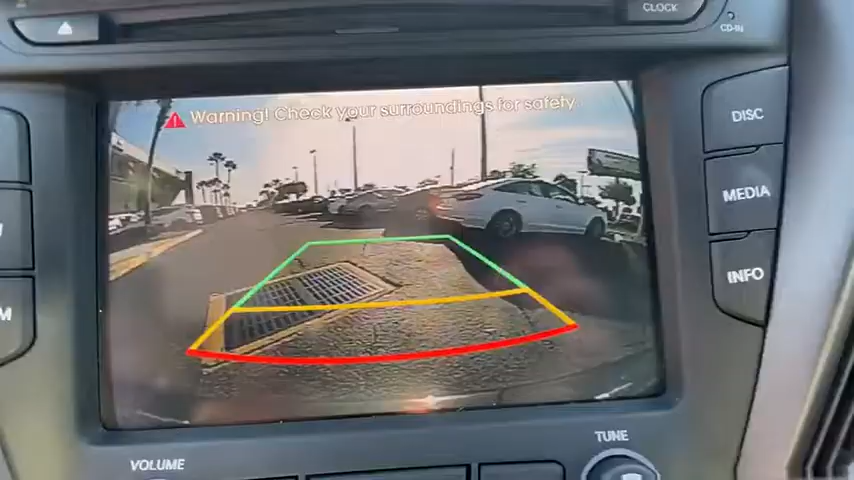 CLOCK
CD-IN
Warning! Check your surroundings for safety
DISC
MEDIA
INFO
VOLUME
TUNE